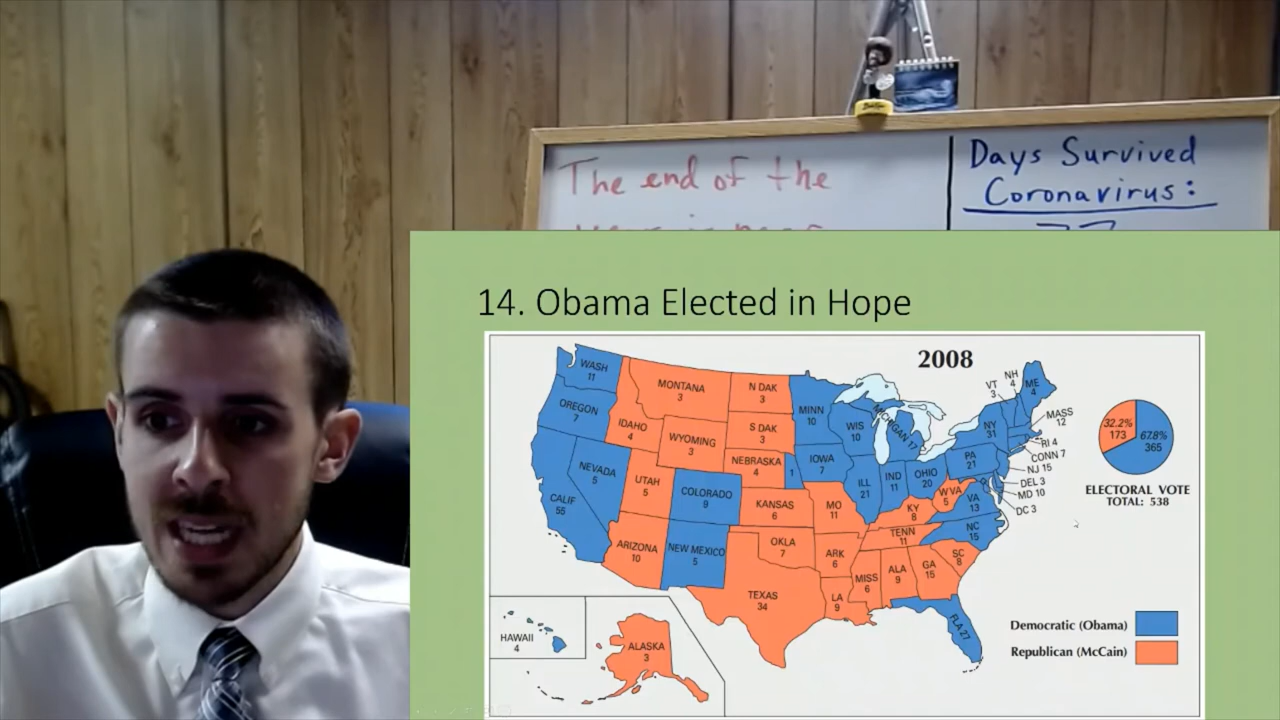 The end of the
Days Survived
Coronavirus:
77
14. Obama Elected in Hope
2008
WASH
11
OREGON
7
CALIF
55
NEVADA
5
IDAHO
4
MONTANA
3
WYOMING
3
UTAH
5
ARIZONA
10
COLORADO
9
NEW MEXICO
5
N DAK
3
S DAK
3
NEBRASKA
4
1
KANSAS
6
OKLA
7
TEXAS
34
MINN
10
IOWA
7
MO
11
ARK
6
LA
9
WIS
10
ILL
21
MICHIGAN 17
IND
11
OHIO
20
KY
8
TENN
11
MISS
6
ALA
9
GA
15
FLA 27
SC
8
NC
15
VA
13
W VA
5
PA
21
NY
31
VT
3
NH
4
ME
4
MASS
12
RI 4
CONN 7
NJ 15
DEL 3
MD 10
DC 3
HAWAII
4
ALASKA
3
32.2%
173
67.8%
365
ELECTORAL VOTE
TOTAL: 538
Democratic (Obama)
Republican (McCain)